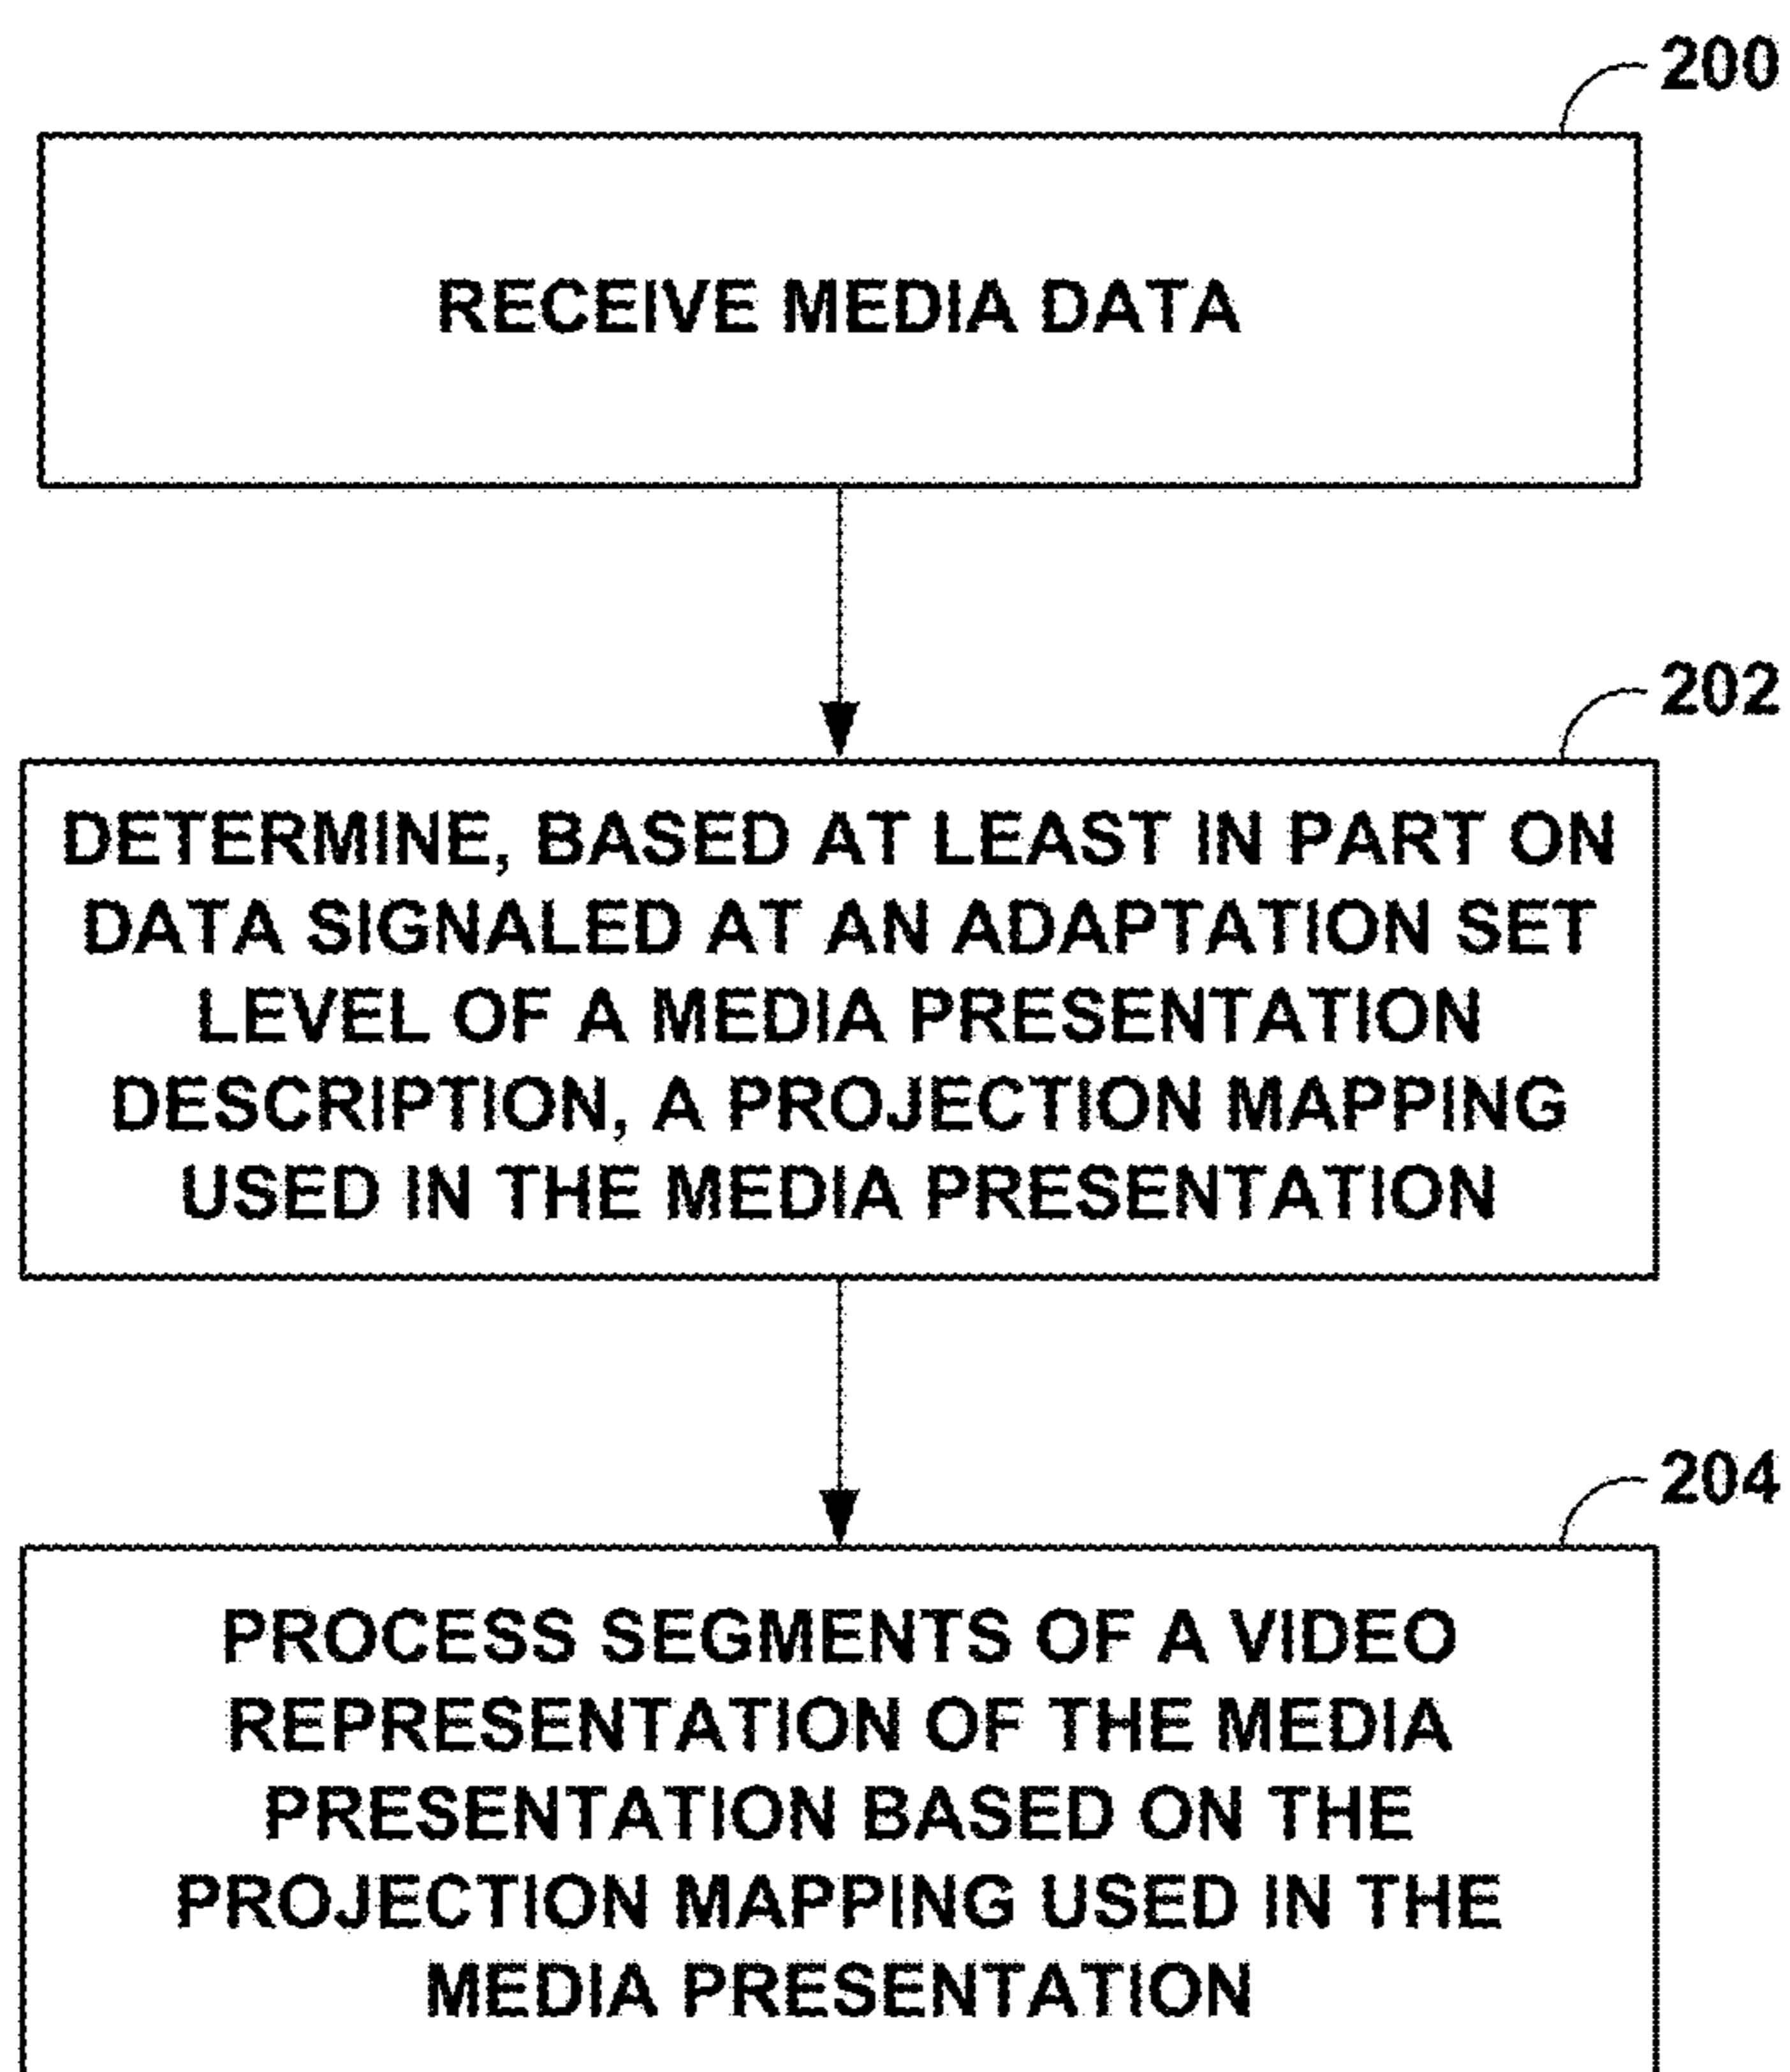 200
RECEIVE MEDIA DATA
202
DETERMINE, BASED AT LEAST IN PART ON
DATA SIGNALED AT AN ADAPTATION SET
LEVEL OF A MEDIA PRESENTATION
DESCRIPTION, A PROJECTION MAPPING
USED IN THE MEDIA PRESENTATION
204
PROCESS SEGMENTS OF A VIDEO
REPRESENTATION OF THE MEDIA
PRESENTATION BASED ON THE
PROJECTION MAPPING USED IN THE
MEDIA PRESENTATION